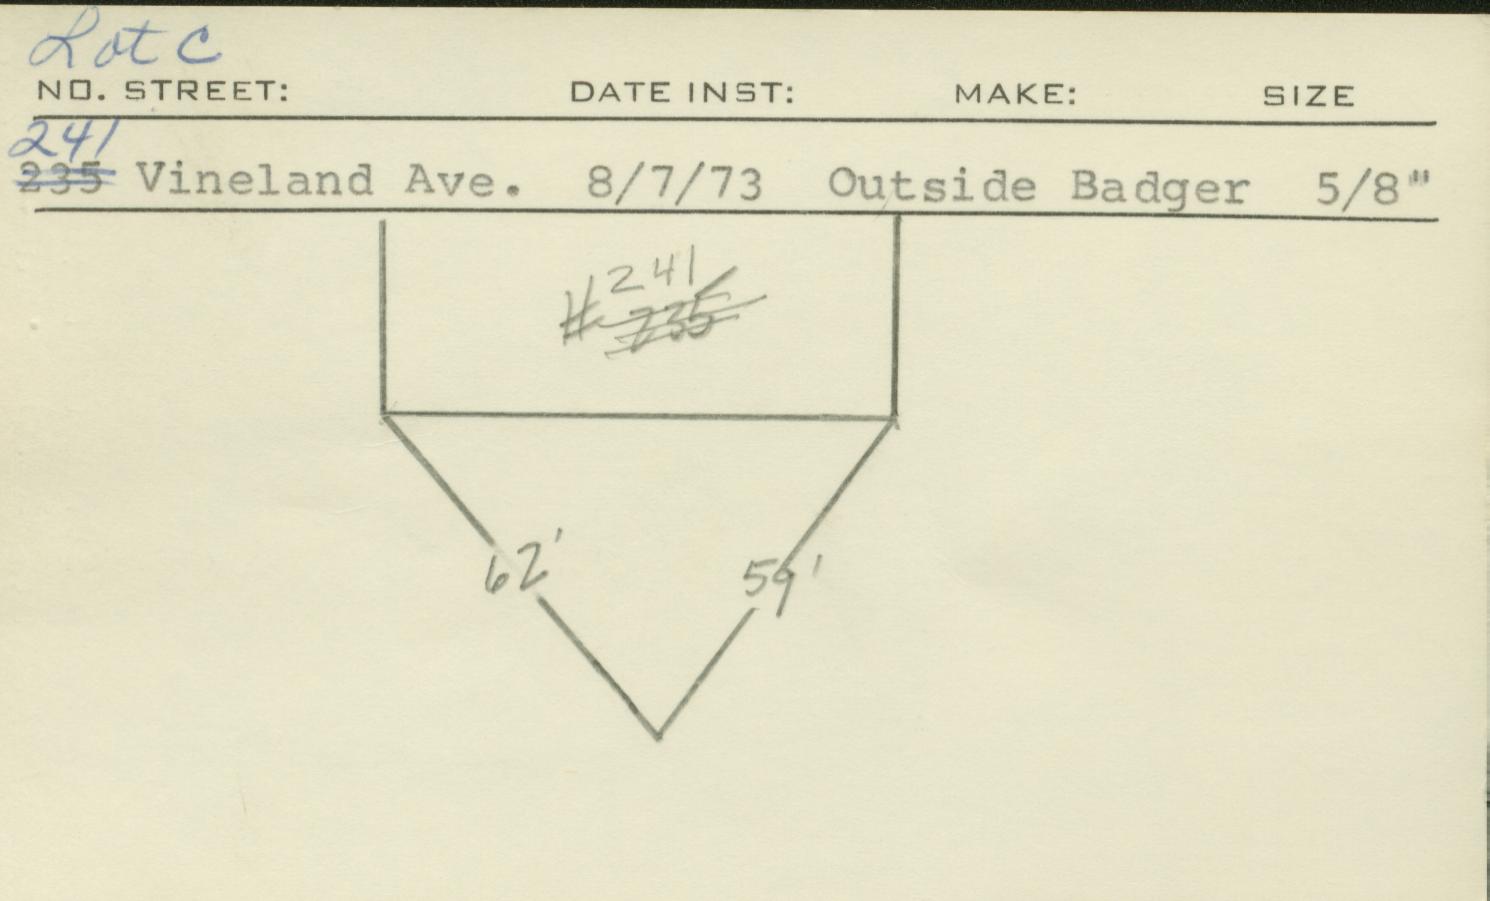 Lot C
NO. STREET: DATE INST: MAKE: SIZE
241
235 Vineland Ave. 8/7/73 Outside Badger 5/8"
241
# 235
62' 59'